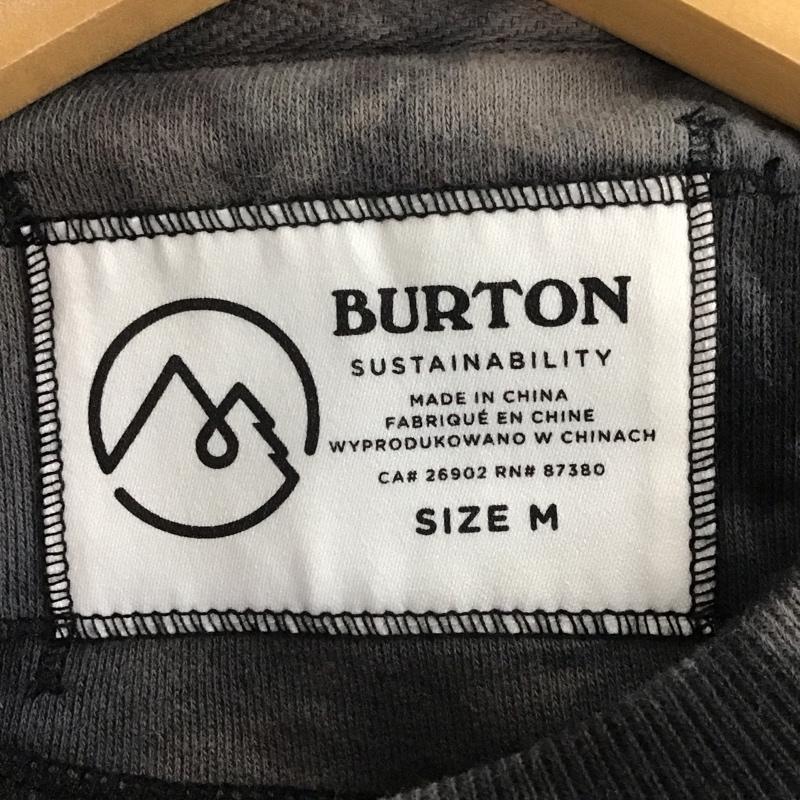 BURTON
SUSTAINABILITY
MADE IN CHINA
FABRIQUÉ EN CHINE
WYPRODUKOWANO W CHINACH
CA# 26902 RN# 87380
SIZE M